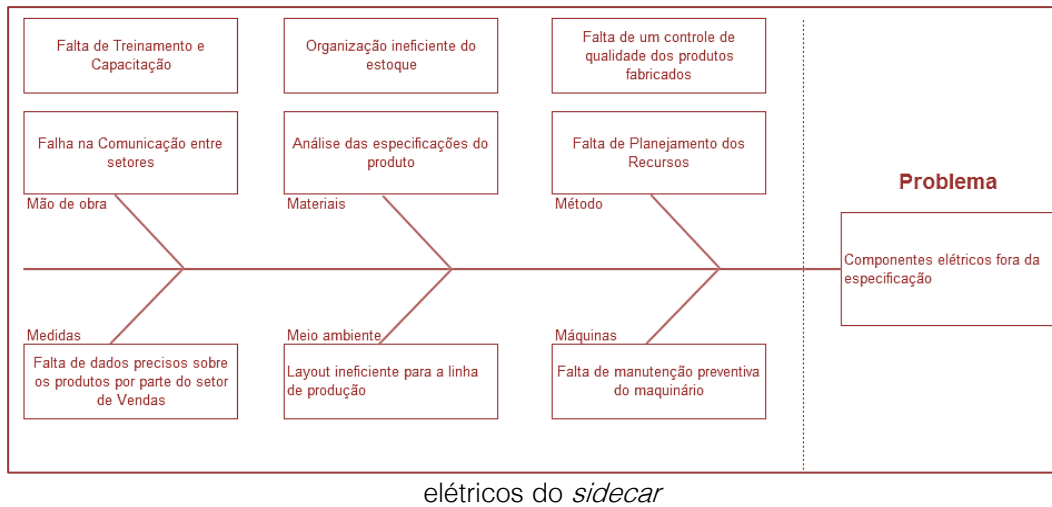 Falta de Treinamento e
Capacitação
Organização ineficiente do
estoque
Falta de um controle de
qualidade dos produtos
fabricados
Falha na Comunicação entre
setores
Análise das especificações do
produto
Falta de Planejamento dos
Recursos
Mão de obra
Materiais
Método
Problema
Componentes elétricos fora da
especificação
Medidas
Meio ambiente
Máquinas
Falta de dados precisos sobre
os produtos por parte do setor
de Vendas
Layout ineficiente para a linha
de produção
Falta de manutenção preventiva
do maquinário
elétricos do sidecar